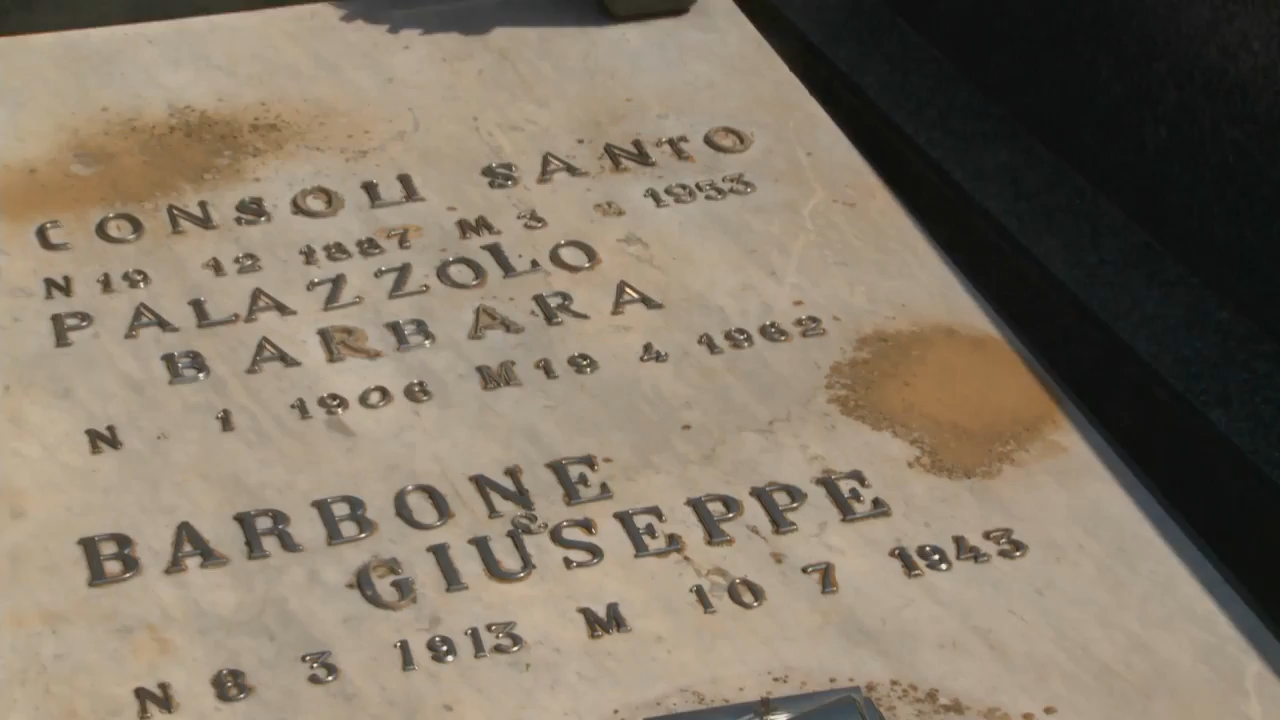 CONSOLI SANTO
N 19 12 1887 M 3 1953
PALAZZOLO
BARBARA
N 1 1906 M 19 4 1962
BARBONE
GIUSEPPE
N 8 3 1913 M 10 7 1943